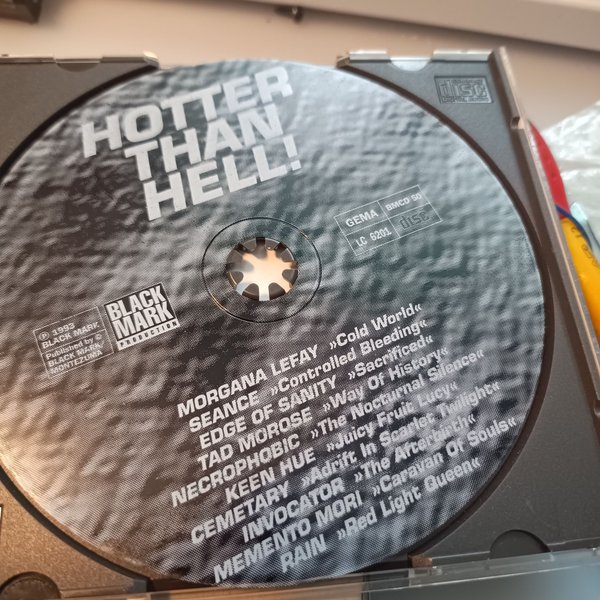 HOTTER
THAN
HELL!
GEMA
BMCD 50
LC 6201
disc
℗ 1993
BLACK MARK
Published by ©
BLACK MARK/
MONTEZUMA
BLACK
MARK
PRODUCTION
MORGANA LEFAY »Cold World«
SEANCE »Controlled Bleeding«
EDGE OF SANITY »Sacrificed«
TAD MOROSE »Way Of History«
NECROPHOBIC »The Nocturnal Silence«
KEEN HUE »Juicy Fruit Lucy«
CEMETARY »Adrift In Scarlet Twilight«
INVOCATOR »The Afterbirth«
MEMENTO MORI »Caravan Of Souls«
RAIN »Red Light Queen«
disc